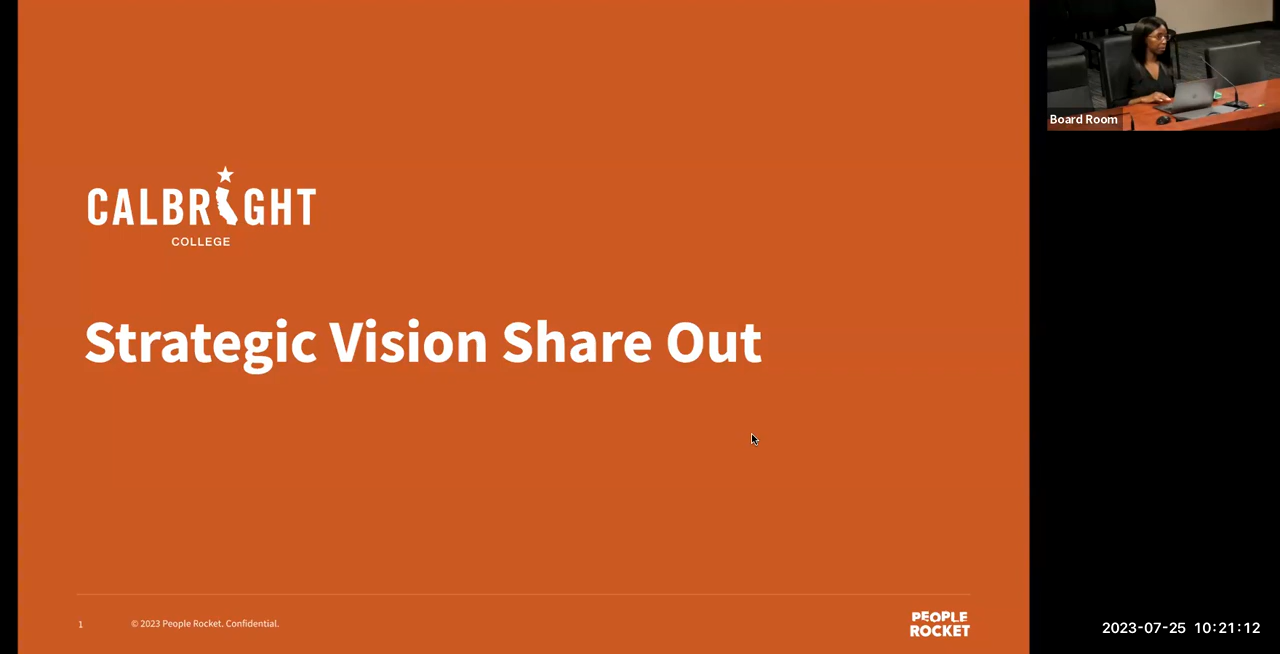 CALBRIGHT
COLLEGE
Strategic Vision Share Out
1
© 2023 People Rocket. Confidential.
PEOPLE
ROCKET
Board Room
2023-07-25 10:21:12